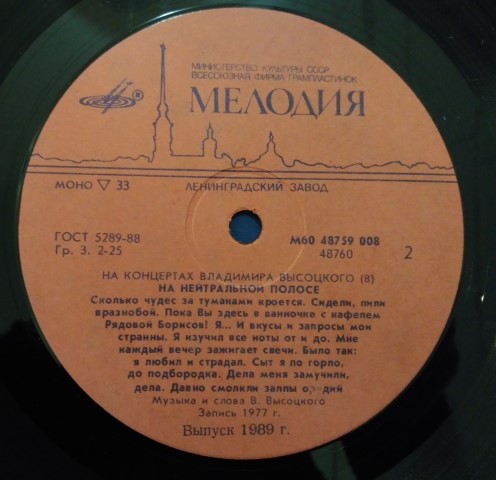 МИНИСТЕРСТВО КУЛЬТУРЫ СССР
ВСЕСОЮЗНАЯ ФИРМА ГРАМПЛАСТИНОК
МЕЛОДИЯ
МОНО ▽ 33
ЛЕНИНГРАДСКИЙ ЗАВОД
ГОСТ 5289-88
Гр. 3. 2-25
М60 48759 008
48760
2
НА КОНЦЕРТАХ ВЛАДИМИРА ВЫСОЦКОГО (8)
НА НЕЙТРАЛЬНОЙ ПОЛОСЕ
Сколько чудес за туманами кроется. Сидели, пили
вразнобой. Пока Вы здесь в ванночке с кафелем
Рядовой Борисов! Я... И вкусы и запросы мои
странны. Я изучил все ноты от и до. Мне
каждый вечер зажигает свечи. Было так:
я любил и страдал. Сыт я по горло,
до подбородка. Дела меня замучили,
дела. Давно смолкли залпы орудий
Музыка и слова В. Высоцкого
Запись 1977 г.
Выпуск 1989 г.